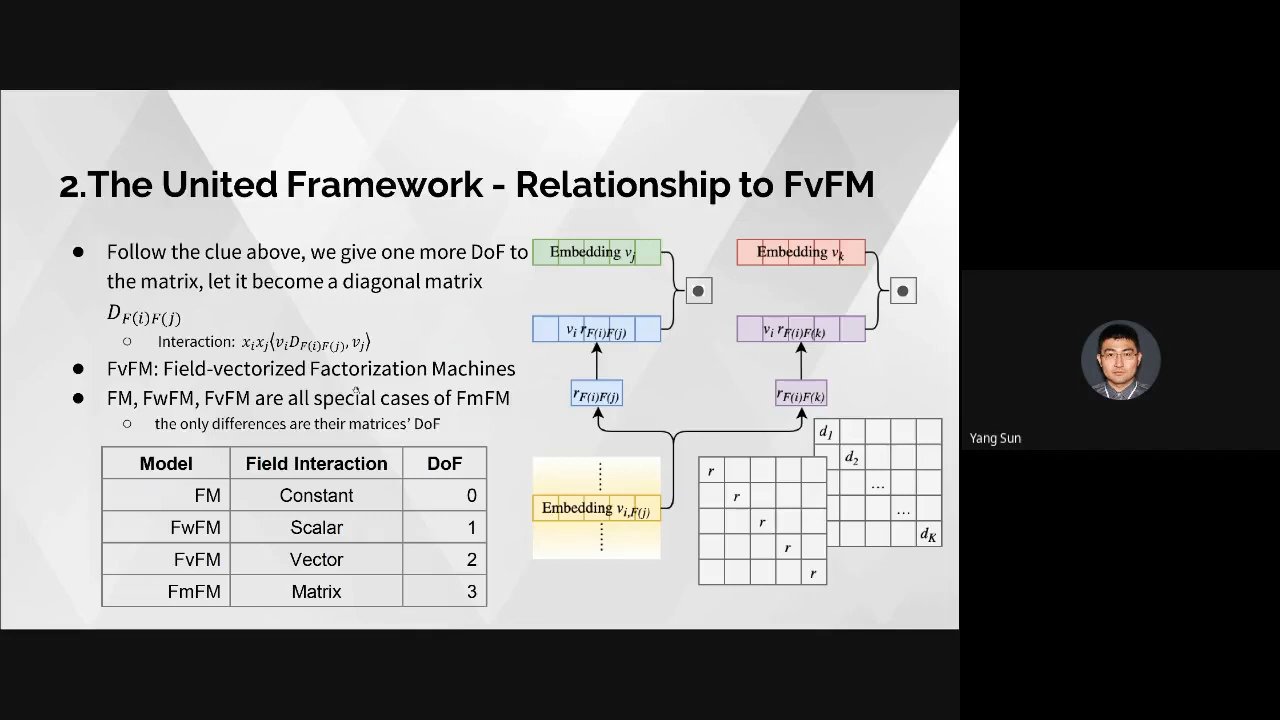 2.The United Framework - Relationship to FvFM
● Follow the clue above, we give one more DoF to
the matrix, let it become a diagonal matrix
D_{F(i)F(j)}
○ Interaction: x_i x_j⟨v_i D_{F(i)F(j)}, v_j⟩
● FvFM: Field-vectorized Factorization Machines
● FM, FwFM, FvFM are all special cases of FmFM
○ the only differences are their matrices' DoF
Model Field Interaction DoF
FM Constant 0
FwFM Scalar 1
FvFM Vector 2
FmFM Matrix 3
Embedding v_j
Embedding v_k
v_i r_{F(i)F(j)}
v_i r_{F(i)F(k)}
r_{F(i)F(j)}
r_{F(i)F(k)}
Embedding v_{i,F(j)}
r
r
r
r
r
d_1
d_2
...
...
d_K
Yang Sun